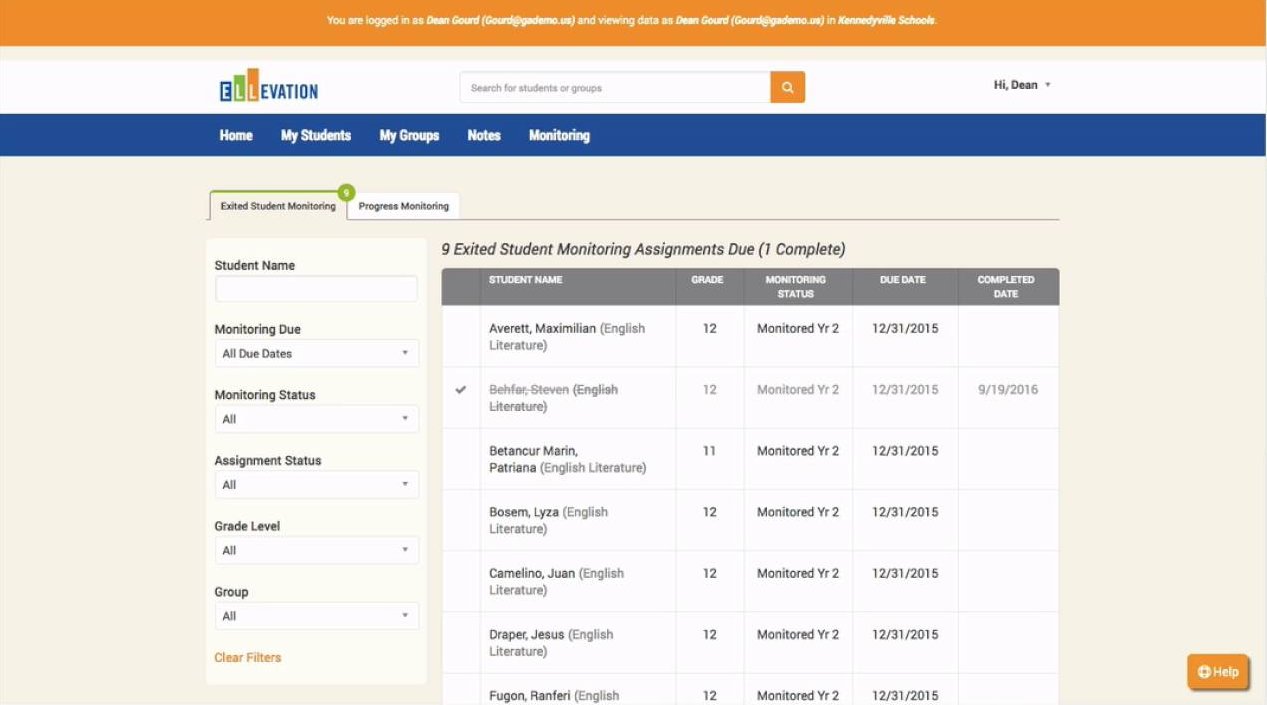 You are logged in as Dean Gourd (Gourd@gademo.us) and viewing data as Dean Gourd (Gourd@gademo.us) in Kennedyville Schools.
ELLEVATION
Search for students or groups
Hi, Dean
Home My Students My Groups Notes Monitoring
Exited Student Monitoring 9 Progress Monitoring
Student Name
Monitoring Due
All Due Dates
Monitoring Status
All
Assignment Status
All
Grade Level
All
Group
All
Clear Filters
9 Exited Student Monitoring Assignments Due (1 Complete)
STUDENT NAME GRADE MONITORING DUE DATE COMPLETED
STATUS DATE
Averett, Maximilian (English 12 Monitored Yr 2 12/31/2015
Literature)
Behfar, Steven (English 12 Monitored Yr 2 12/31/2015 9/19/2016
Literature)
Betancur Marin, 11 Monitored Yr 2 12/31/2015
Patriana (English Literature)
Bosem, Lyza (English 12 Monitored Yr 2 12/31/2015
Literature)
Camelino, Juan (English 12 Monitored Yr 2 12/31/2015
Literature)
Draper, Jesus (English 12 Monitored Yr 2 12/31/2015
Literature)
Fugon, Ranferi (English 12 Monitored Yr 2 12/31/2015
Help